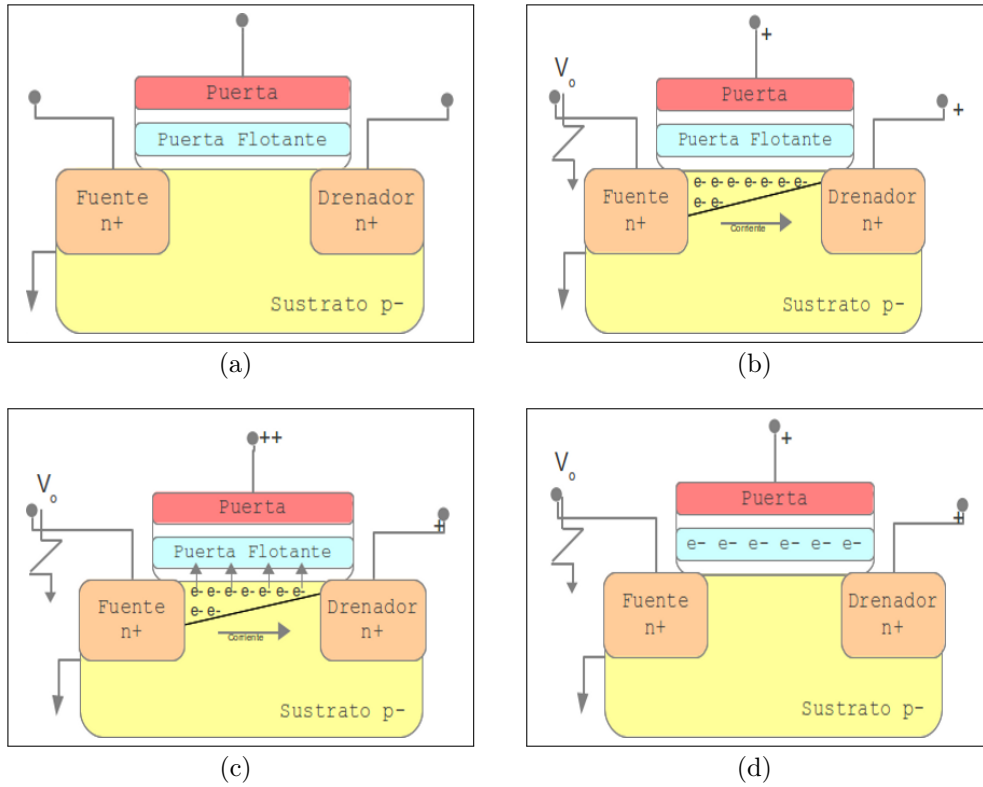 Puerta
Puerta Flotante
Fuente
n+
Drenador
n+
Sustrato p-
(a)
+
Vo
+
Puerta
Puerta Flotante
e- e- e- e- e- e- e-
e- e-
Fuente
n+
Drenador
n+
Corriente
Sustrato p-
(b)
++
Vo
+
Puerta
Puerta Flotante
e- e- e- e- e- e- e-
e- e-
Fuente
n+
Drenador
n+
Corriente
Sustrato p-
(c)
+
Vo
+
Puerta
e- e- e- e- e- e-
Fuente
n+
Drenador
n+
Sustrato p-
(d)